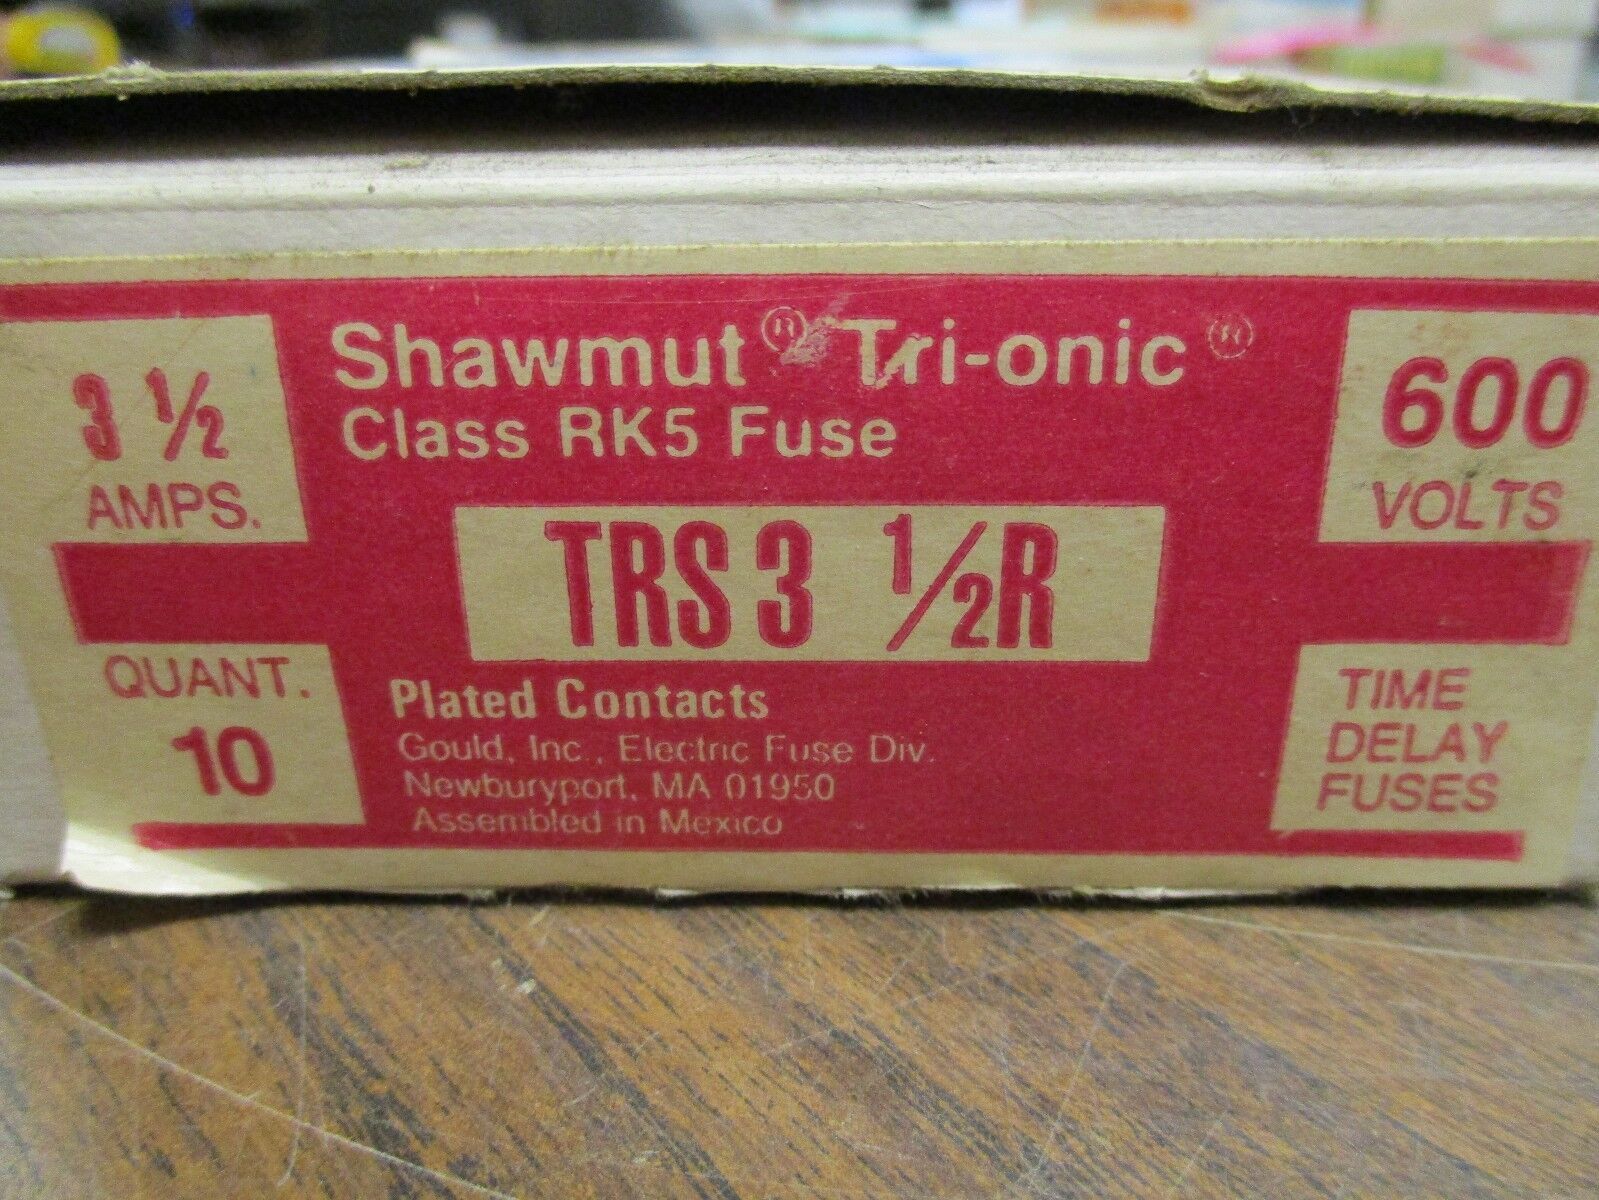 3 1/2
AMPS.
QUANT.
10
Shawmut® Tri-onic®
Class RK5 Fuse
TRS 3 1/2R
Plated Contacts
Gould, Inc., Electric Fuse Div.
Newburyport, MA 01950
Assembled in Mexico
600
VOLTS
TIME
DELAY
FUSES